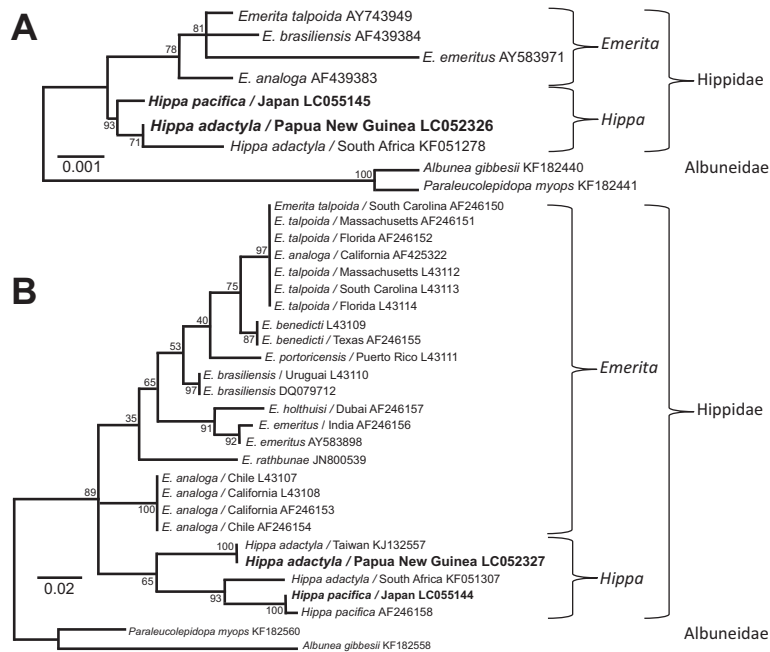 A
81
Emerita talpoida AY743949
E. brasiliensis AF439384
78
E. emeritus AY583971
Emerita
E. analoga AF439383
Hippidae
93
Hippa pacifica / Japan LC055145
Hippa adactyla / Papua New Guinea LC052326
Hippa
71
Hippa adactyla / South Africa KF051278
0.001
100
Albunea gibbesii KF182440
Albuneidae
Paraleucolepidopa myops KF182441
B
Emerita talpoida / South Carolina AF246150
E. talpoida / Massachusetts AF246151
E. talpoida / Florida AF246152
97
E. analoga / California AF425322
E. talpoida / Massachusetts L43112
75
E. talpoida / South Carolina L43113
E. talpoida / Florida L43114
40
E. benedicti L43109
87
E. benedicti / Texas AF246155
53
E. portoricensis / Puerto Rico L43111
Emerita
65
E. brasiliensis / Uruguai L43110
97
E. brasiliensis DQ079712
Hippidae
35
E. holthuisi / Dubai AF246157
91
E. emeritus / India AF246156
92
E. emeritus AY583898
E. rathbunae JN800539
89
E. analoga / Chile L43107
E. analoga / California L43108
100
E. analoga / California AF246153
E. analoga / Chile AF246154
100
Hippa adactyla / Taiwan KJ132557
Hippa adactyla / Papua New Guinea LC052327
0.02
65
Hippa adactyla / South Africa KF051307
Hippa
93
Hippa pacifica / Japan LC055144
100
Hippa pacifica AF246158
Paraleucolepidopa myops KF182560
Albuneidae
Albunea gibbesii KF182558